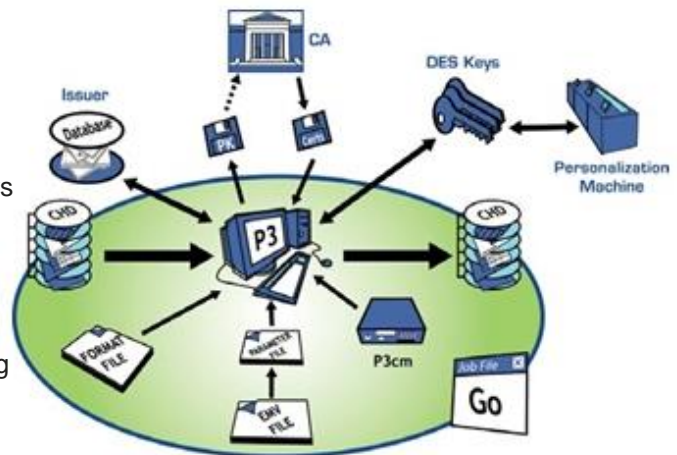 CA
DES Keys
Issuer
Database
PK
Certs
Personalization
Machine
s
CHD
P3
CHD
FORMAT
FILE
PARAMETER
FILE
P3cm
g
EMV
FILE
Job File
Go